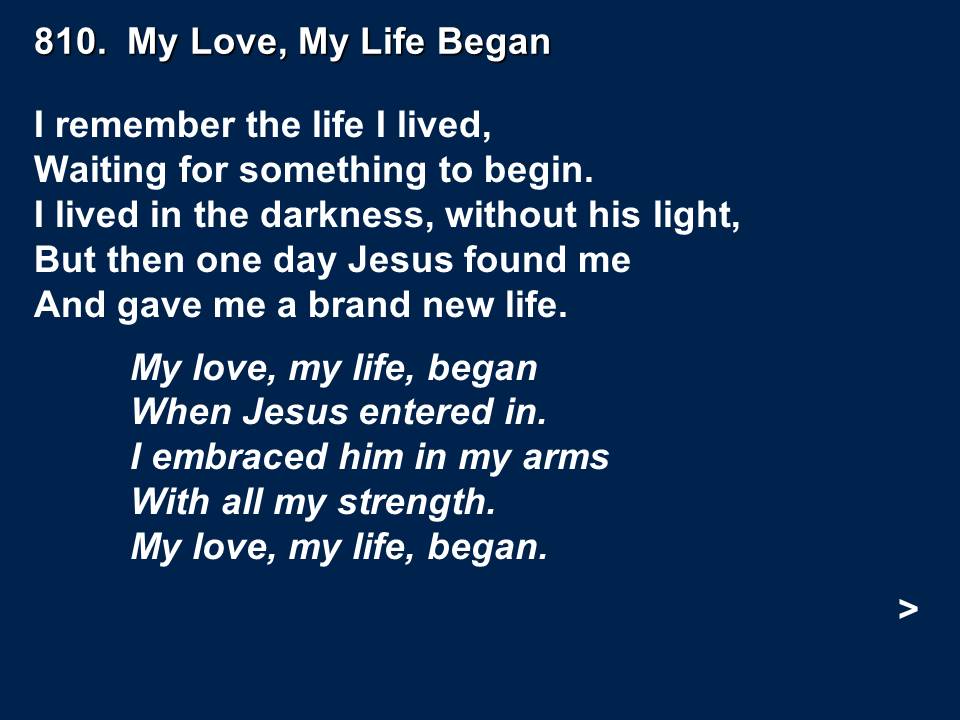 810.  My Love, My Life Began
I remember the life I lived,
Waiting for something to begin.
I lived in the darkness, without his light,
But then one day Jesus found me
And gave me a brand new life.
My love, my life, began
When Jesus entered in.
I embraced him in my arms
With all my strength.
My love, my life, began.
>